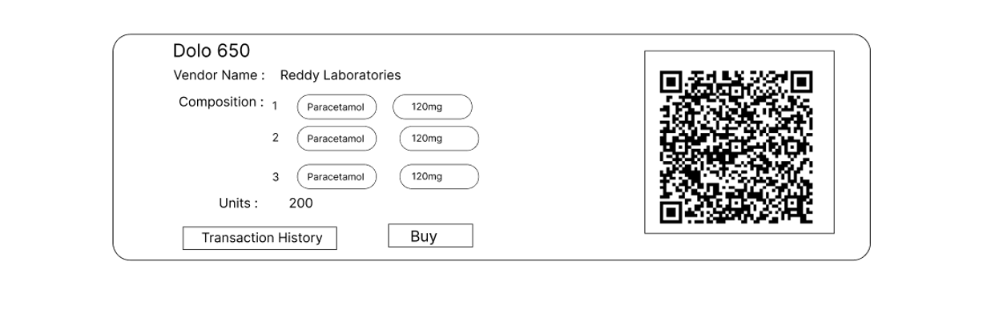 Dolo 650
Vendor Name : Reddy Laboratories
Composition : 1 Paracetamol 120mg
2 Paracetamol 120mg
3 Paracetamol 120mg
Units : 200
Transaction History Buy